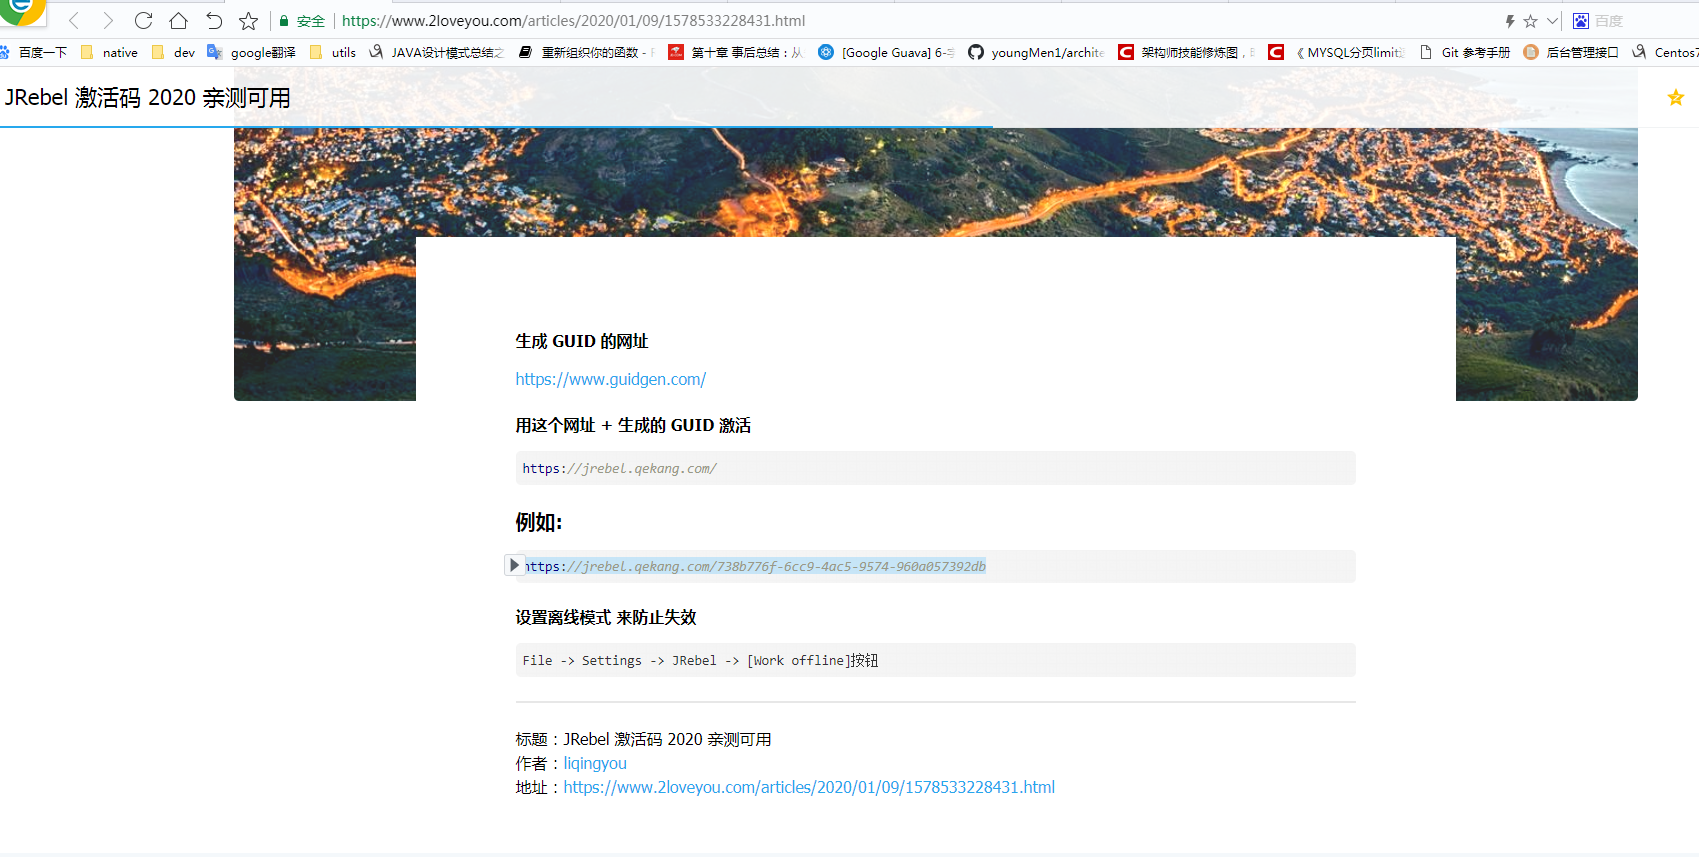 安全 https://www.2loveyou.com/articles/2020/01/09/1578533228431.html 百度
百度一下 native dev google翻译 utils JAVA设计模式总结之 重新组织你的函数 - 第十章 事后总结：从 [Google Guava] 6- youngMen1/archite 架构师技能修炼图， 《 MYSQL分页limit Git 参考手册 后台管理接口 Centos7
JRebel 激活码 2020 亲测可用
生成 GUID 的网址
https://www.guidgen.com/
用这个网址 + 生成的 GUID 激活
https://jrebel.qekang.com/
例如:
https://jrebel.qekang.com/738b776f-6cc9-4ac5-9574-960a057392db
设置离线模式 来防止失效
File -> Settings -> JRebel -> [Work offline]按钮
标题：JRebel 激活码 2020 亲测可用
作者：liqingyou
地址：https://www.2loveyou.com/articles/2020/01/09/1578533228431.html